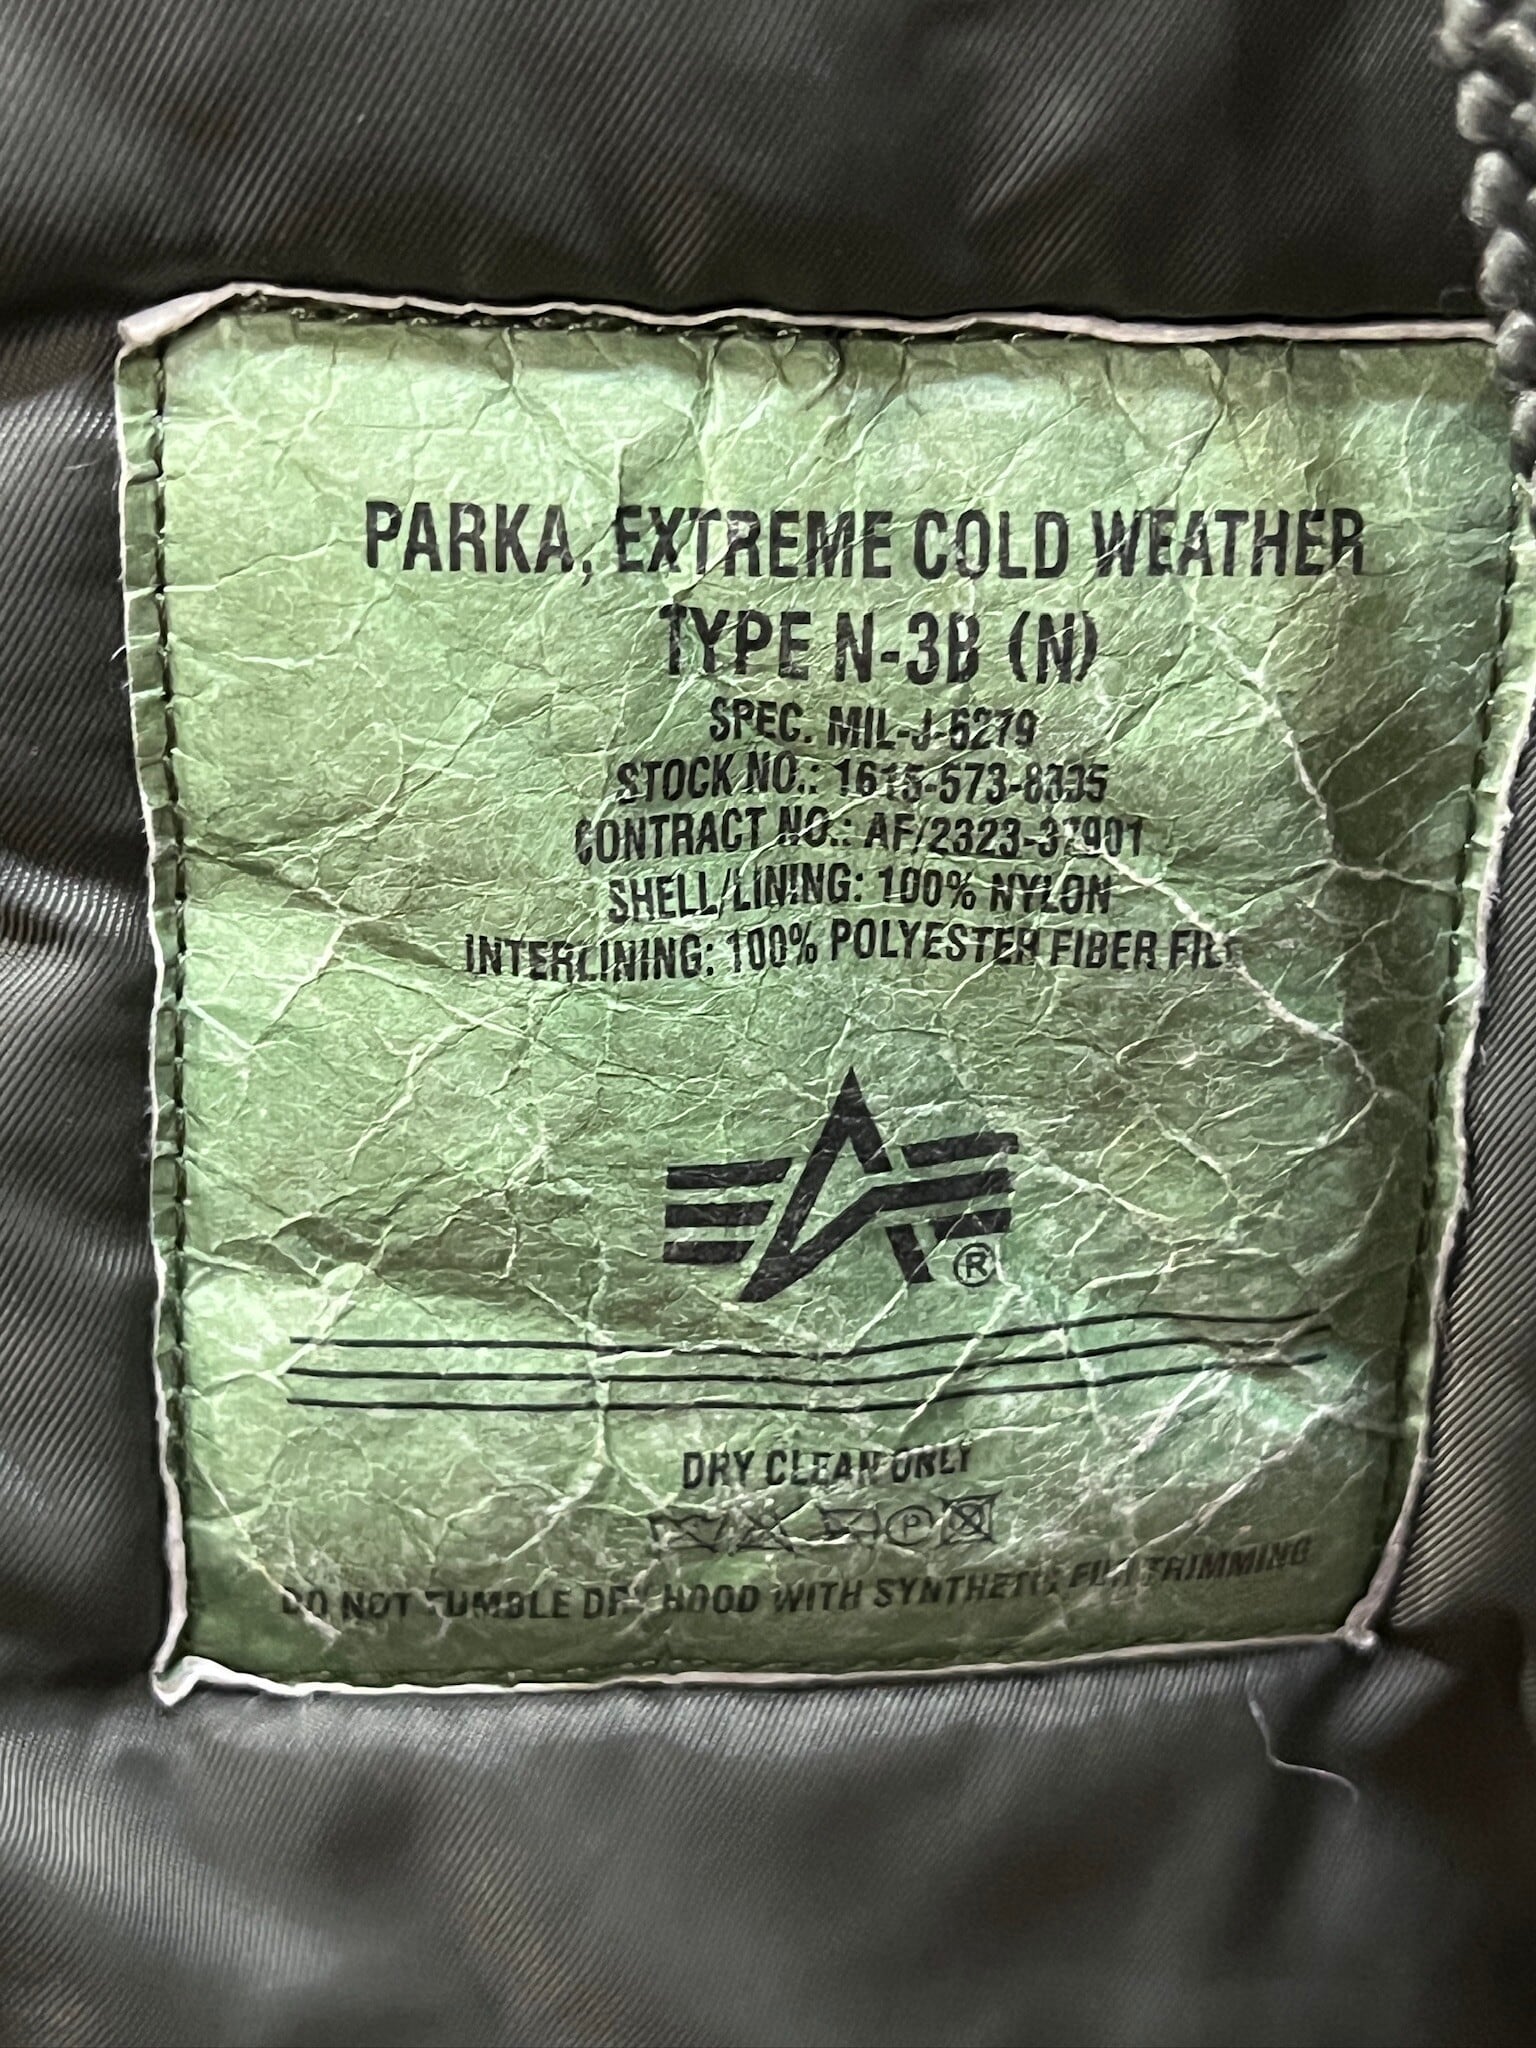 PARKA, EXTREME COLD WEATHER
TYPE N-3B (N)
SPEC. MIL-J-6279
STOCK NO.: 1615-573-8335
CONTRACT NO.: AF/2323-37901
SHELL/LINING: 100% NYLON
INTERLINING: 100% POLYESTER FIBER FILL
®
DRY CLEAN ONLY
P
DO NOT TUMBLE DRY HOOD WITH SYNTHETIC FUR TRIMMING